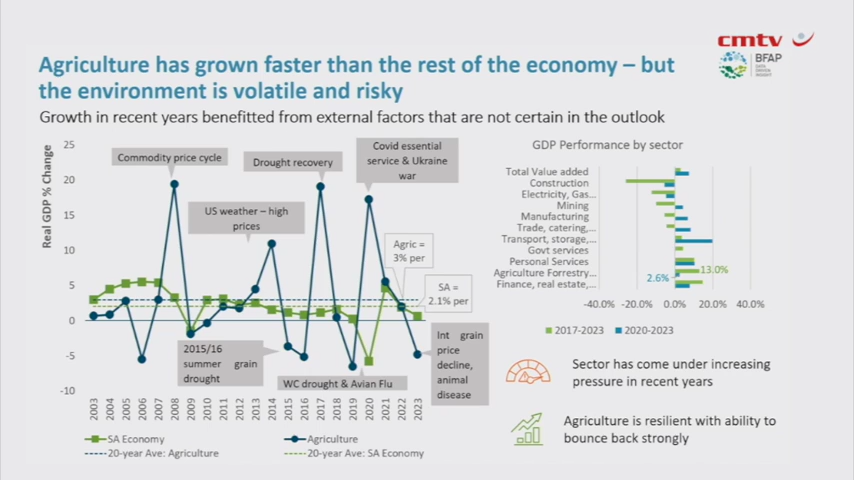 cmtv
BFAP
Agriculture has grown faster than the rest of the economy – but
the environment is volatile and risky
Growth in recent years benefitted from external factors that are not certain in the outlook
Real GDP % Change
25
20
15
10
5
0
-5
-10
Commodity price cycle
Drought recovery
Covid essential
service & Ukraine
war
US weather – high
prices
Agric =
3% per
SA =
2.1% per
2015/16
summer grain
drought
WC drought & Avian Flu
Int grain
price
decline,
animal
disease
2003
2004
2005
2006
2007
2008
2009
2010
2011
2012
2013
2014
2015
2016
2017
2018
2019
2020
2021
2022
2023
SA Economy
Agriculture
20-year Ave: Agriculture
20-year Ave: SA Economy
GDP Performance by sector
Total Value added
Construction
Electricity, Gas...
Mining
Manufacturing
Trade, catering,...
Transport, storage,...
Govt services
Personal Services
Agriculture Forestry...
Finance, real estate,...
13.0%
2.6%
-40.0% -20.0% 0.0% 20.0% 40.0%
2017-2023 2020-2023
Sector has come under increasing
pressure in recent years
Agriculture is resilient with ability to
bounce back strongly